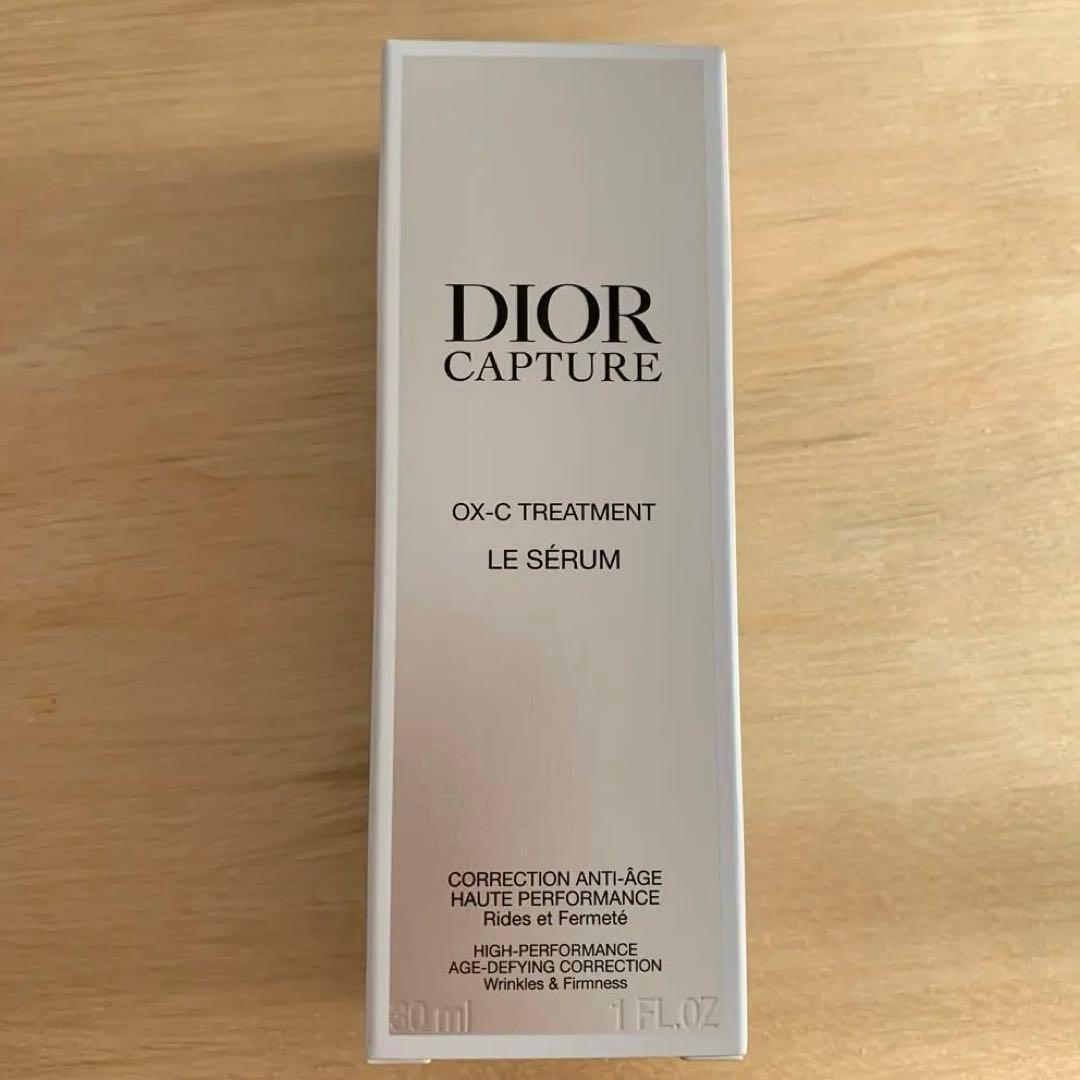 DIOR
CAPTURE
OX-C TREATMENT
LE SÉRUM
CORRECTION ANTI-ÂGE
HAUTE PERFORMANCE
Rides et Fermeté
HIGH-PERFORMANCE
AGE-DEFYING CORRECTION
Wrinkles & Firmness
30 ml 1 FL.OZ